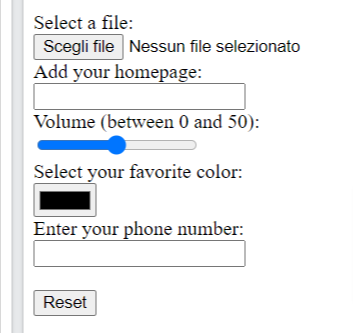 Select a file:
Scegli file Nessun file selezionato
Add your homepage:
Volume (between 0 and 50):
Select your favorite color:
Enter your phone number:
Reset